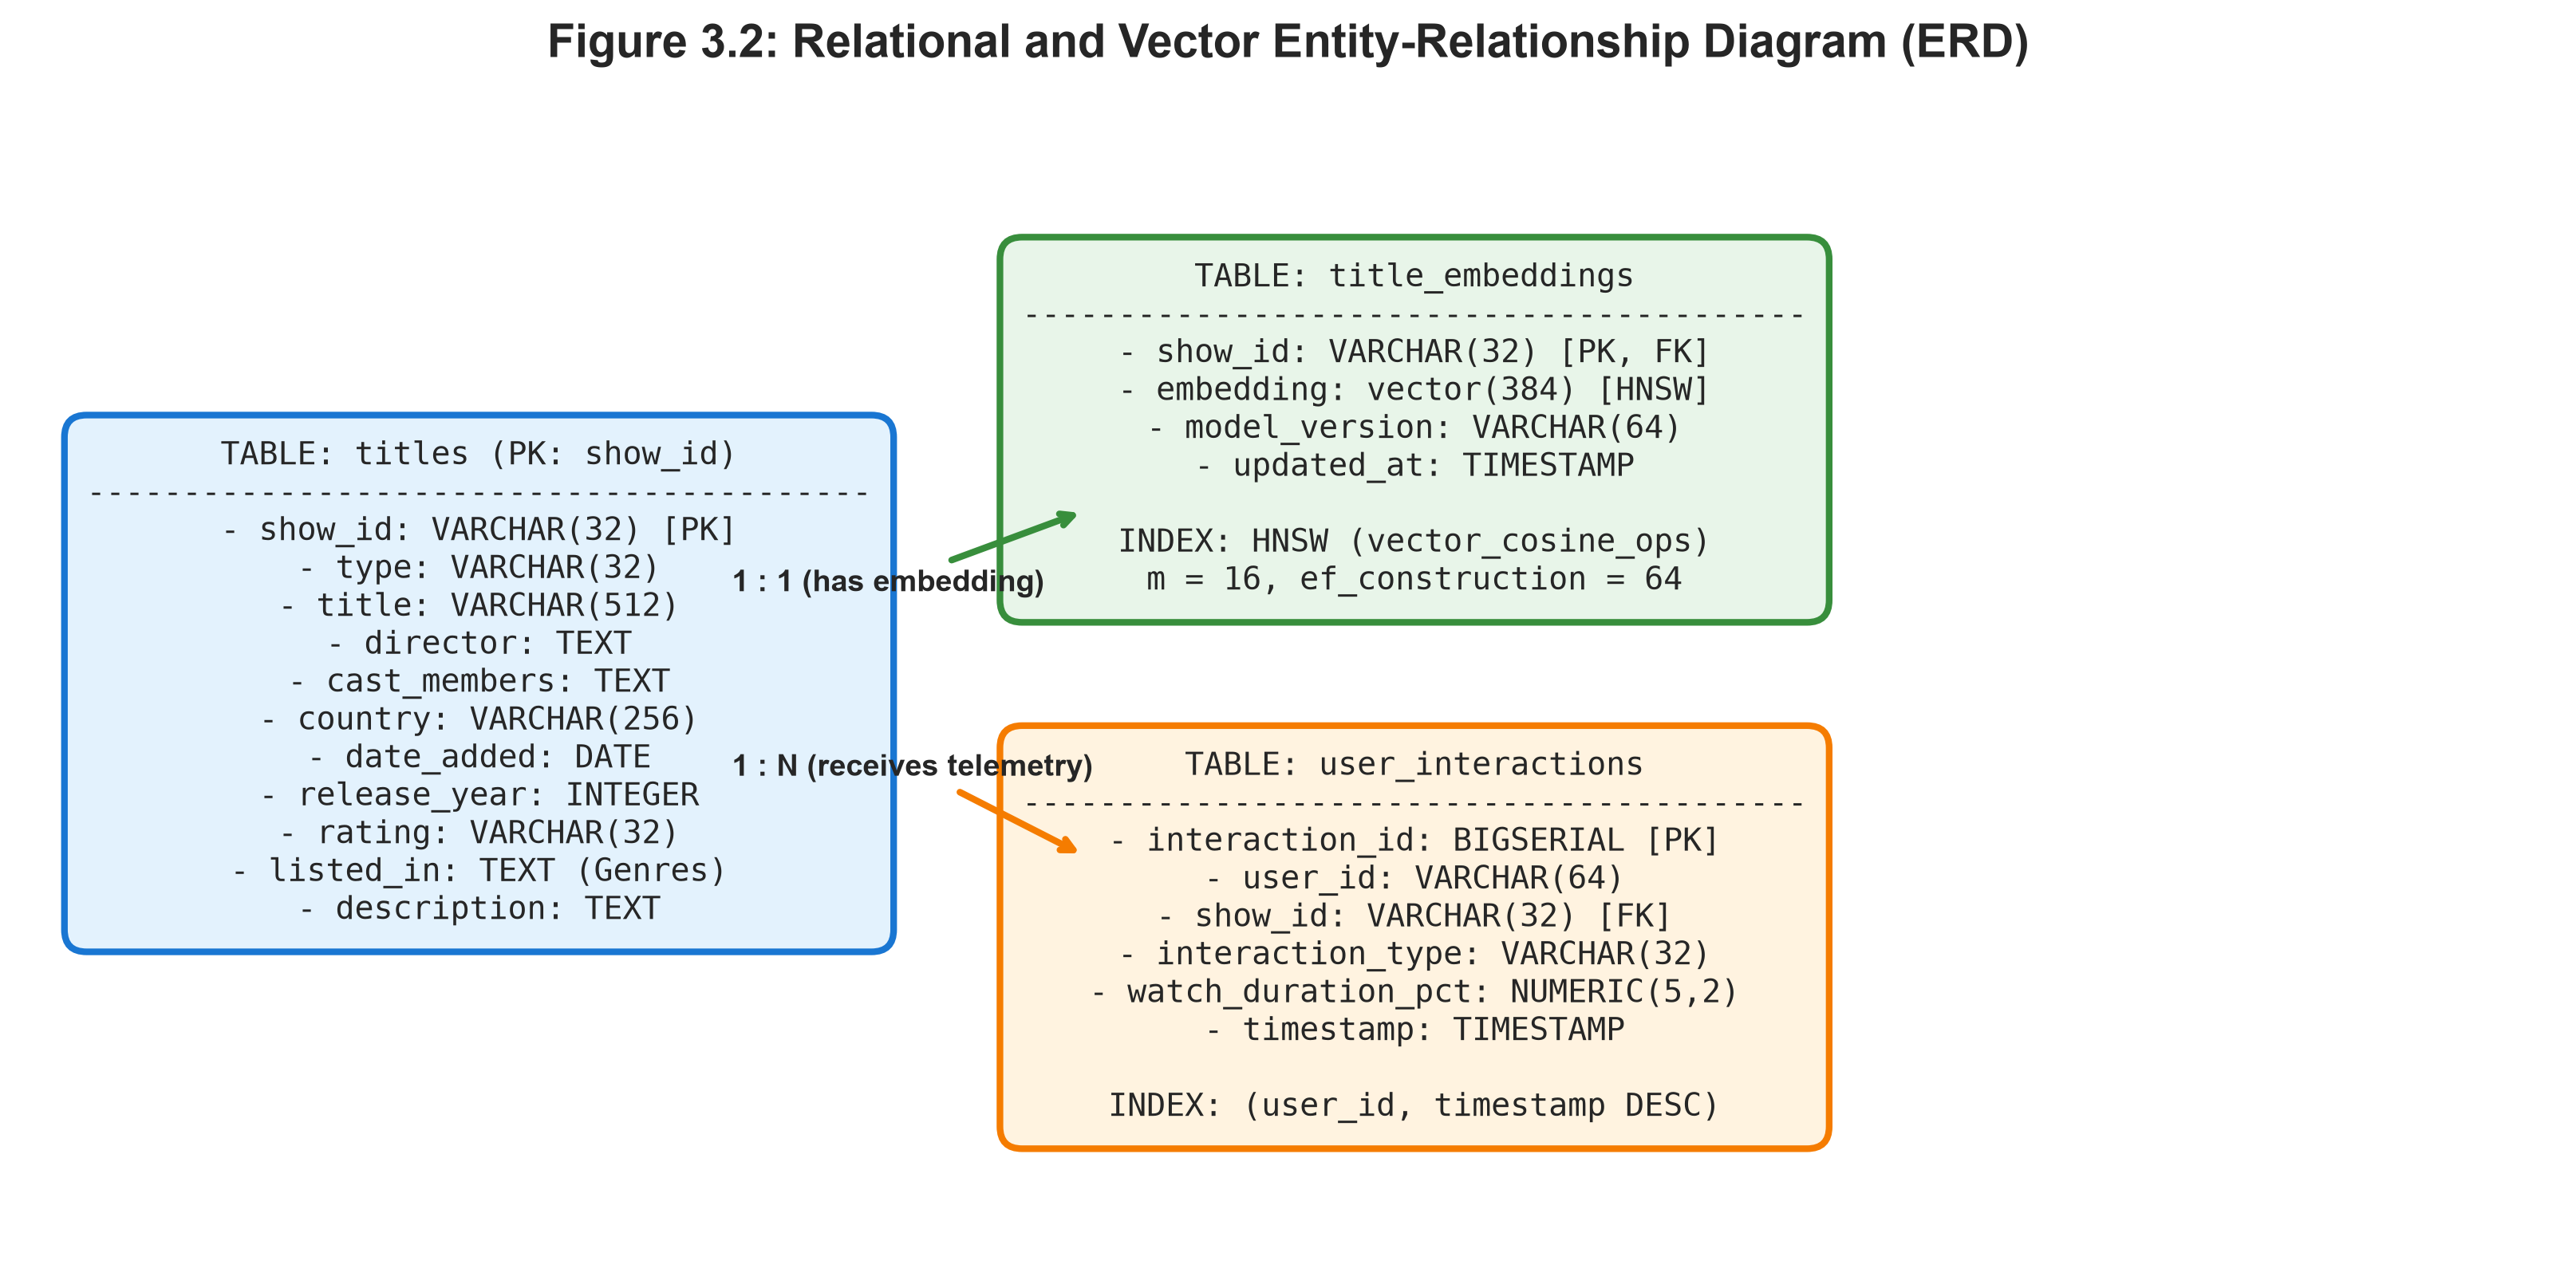 Figure 3.2: Relational and Vector Entity-Relationship Diagram (ERD)
TABLE: titles (PK: show_id)
-----------------------------------------
- show_id: VARCHAR(32) [PK]
- type: VARCHAR(32)
- title: VARCHAR(512)
- director: TEXT
- cast_members: TEXT
- country: VARCHAR(256)
- date_added: DATE
- release_year: INTEGER
- rating: VARCHAR(32)
- listed_in: TEXT (Genres)
- description: TEXT
1 : 1 (has embedding)
TABLE: title_embeddings
-----------------------------------------
- show_id: VARCHAR(32) [PK, FK]
- embedding: vector(384) [HNSW]
- model_version: VARCHAR(64)
- updated_at: TIMESTAMP
INDEX: HNSW (vector_cosine_ops)
m = 16, ef_construction = 64
1 : N (receives telemetry)
TABLE: user_interactions
-----------------------------------------
- interaction_id: BIGSERIAL [PK]
- user_id: VARCHAR(64)
- show_id: VARCHAR(32) [FK]
- interaction_type: VARCHAR(32)
- watch_duration_pct: NUMERIC(5,2)
- timestamp: TIMESTAMP
INDEX: (user_id, timestamp DESC)